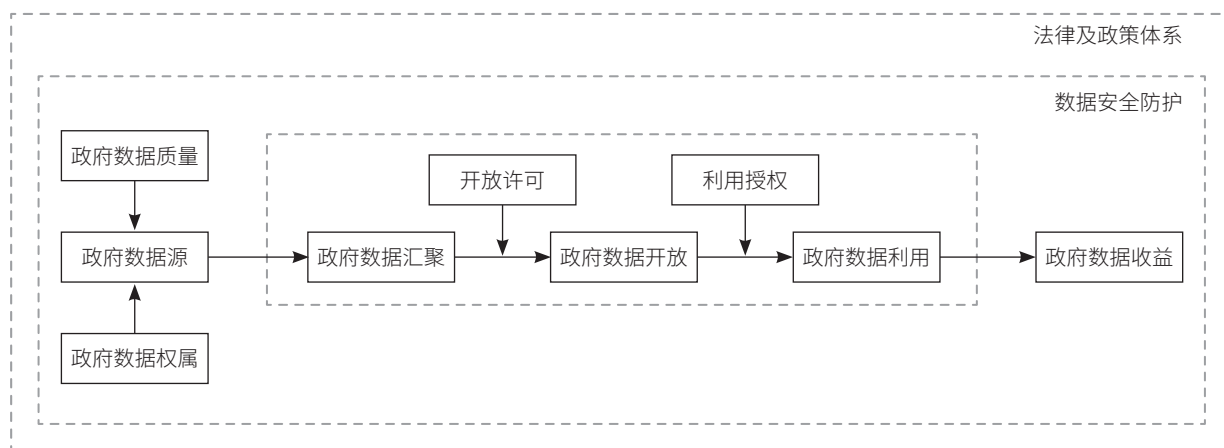 法律及政策体系
数据安全防护
政府数据质量
开放许可
利用授权
政府数据源
政府数据汇聚
政府数据开放
政府数据利用
政府数据收益
政府数据权属